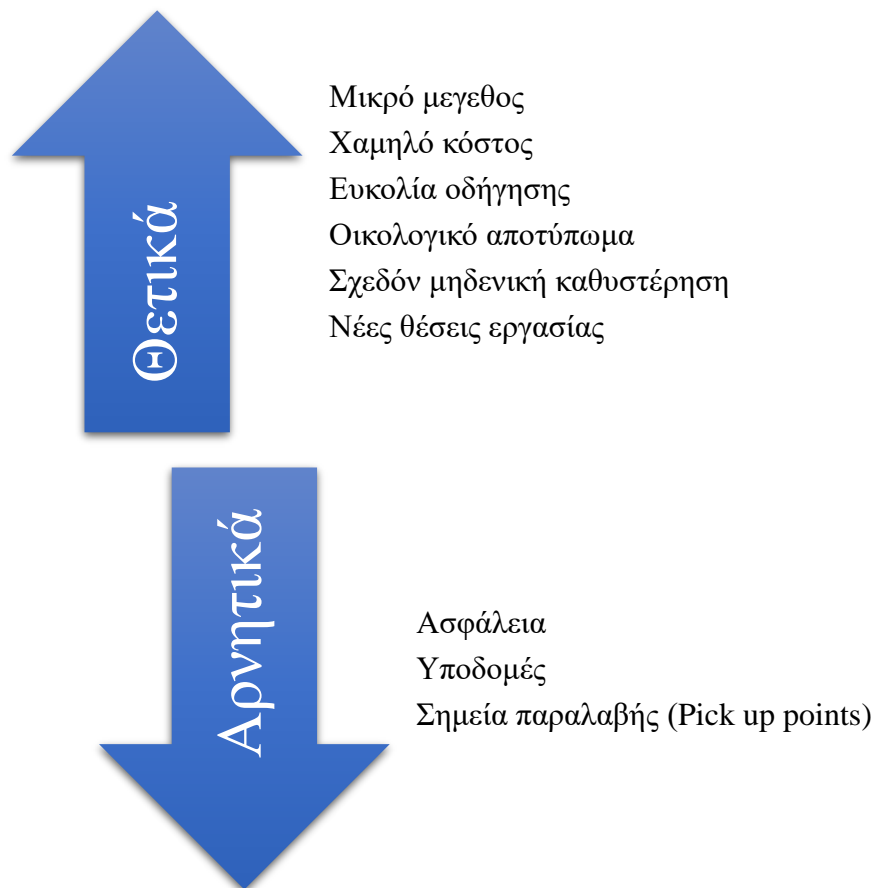 Θετικά
Μικρό μεγεθος
Χαμηλό κόστος
Ευκολία οδήγησης
Οικολογικό αποτύπωμα
Σχεδόν μηδενική καθυστέρηση
Νέες θέσεις εργασίας
Αρνητικά
Ασφάλεια
Υποδομές
Σημεία παραλαβής (Pick up points)